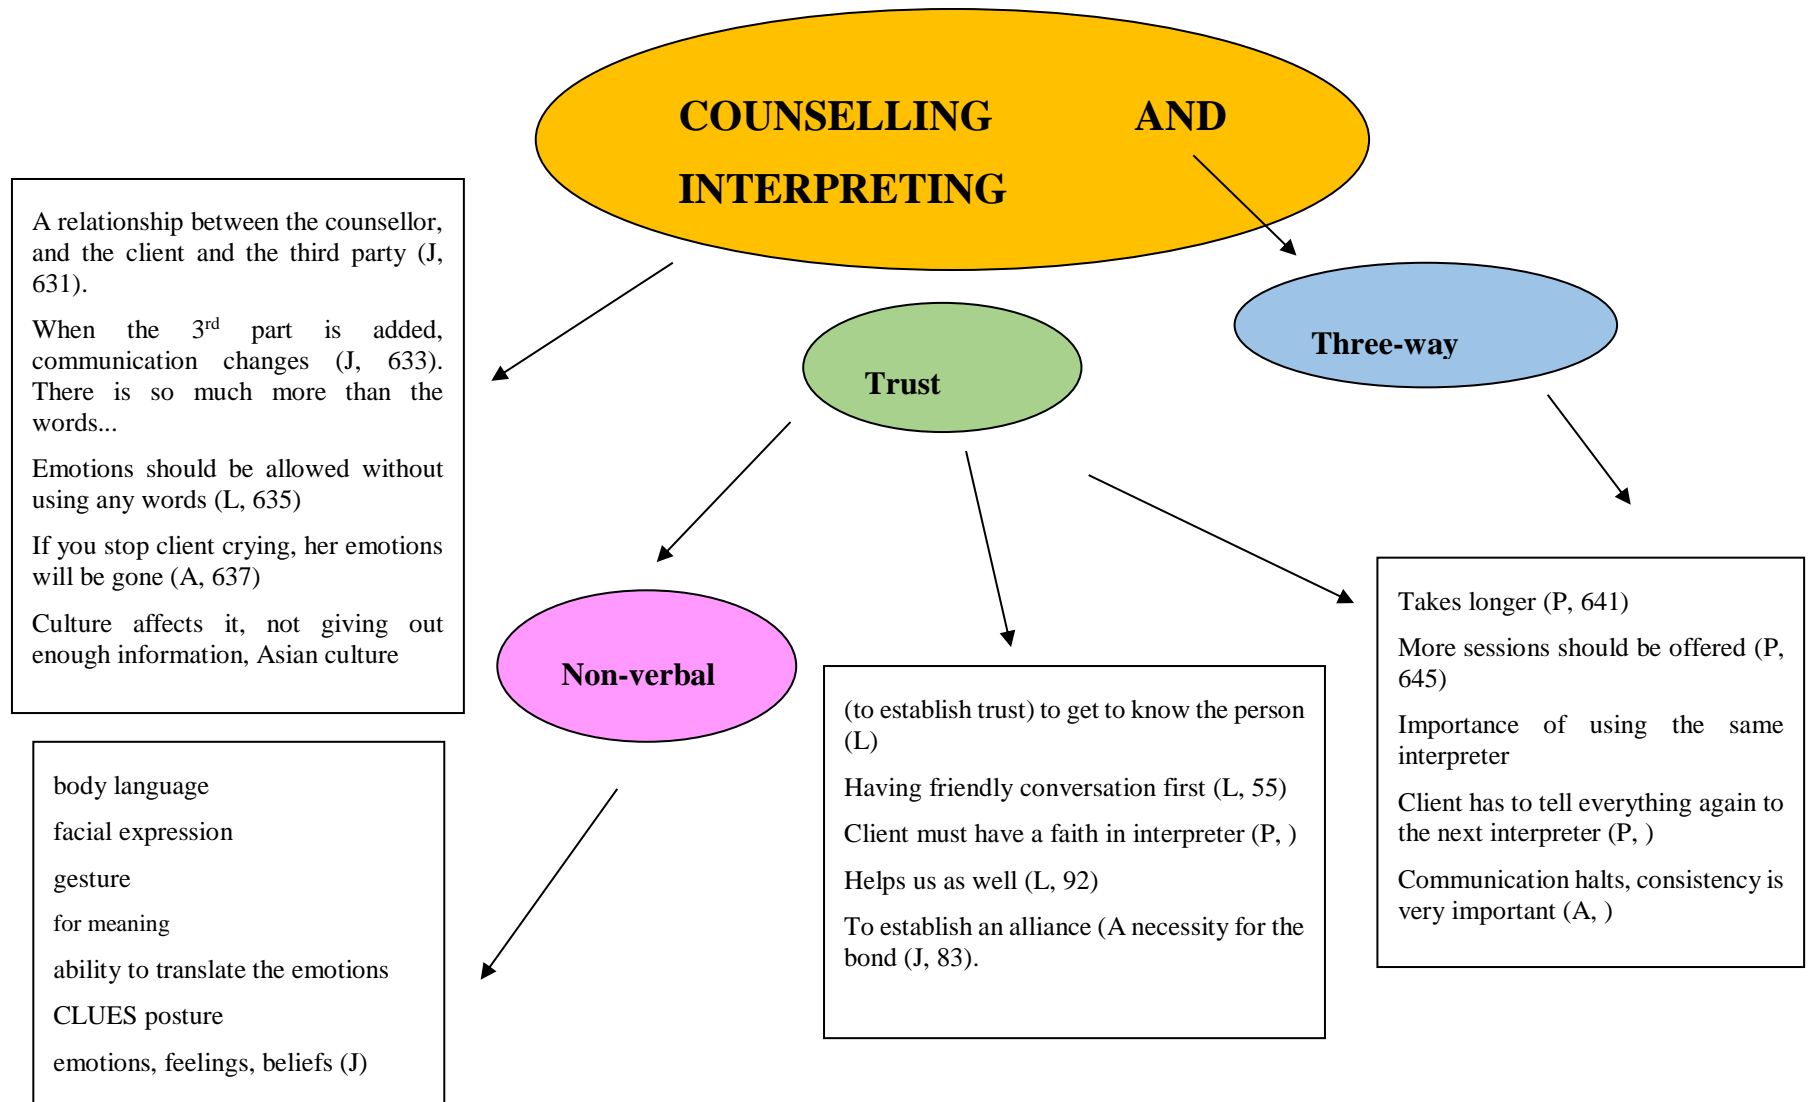 COUNSELLING AND
INTERPRETING
A relationship between the counsellor,
and the client and the third party (J,
631).
When the 3rd part is added,
communication changes (J, 633).
There is so much more than the
words...
Emotions should be allowed without
using any words (L, 635)
If you stop client crying, her emotions
will be gone (A, 637)
Culture affects it, not giving out
enough information, Asian culture
Three-way
Trust
Non-verbal
body language
facial expression
gesture
for meaning
ability to translate the emotions
CLUES posture
emotions, feelings, beliefs (J)
(to establish trust) to get to know the person
(L)
Having friendly conversation first (L, 55)
Client must have a faith in interpreter (P, )
Helps us as well (L, 92)
To establish an alliance (A necessity for the
bond (J, 83).
Takes longer (P, 641)
More sessions should be offered (P,
645)
Importance of using the same
interpreter
Client has to tell everything again to
the next interpreter (P, )
Communication halts, consistency is
very important (A, )